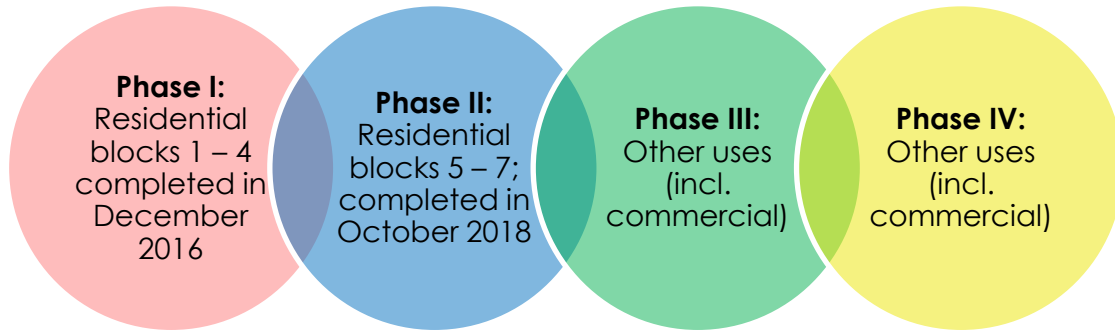 Phase I:
Residential
blocks 1 – 4
completed in
December
2016
Phase II:
Residential
blocks 5 – 7;
completed in
October 2018
Phase III:
Other uses
(incl.
commercial)
Phase IV:
Other uses
(incl.
commercial)